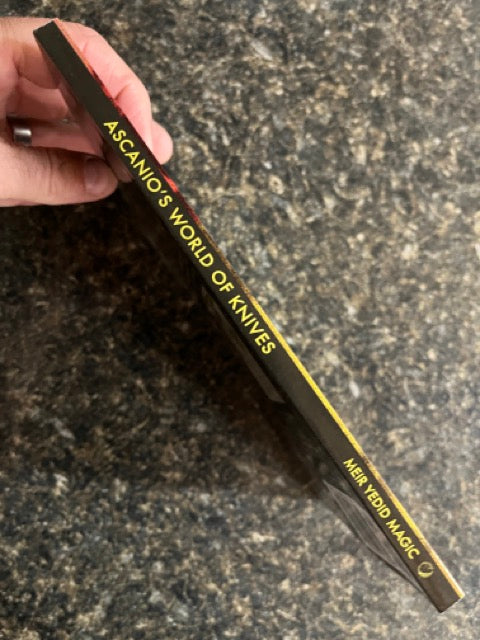 ASCANIO'S WORLD OF KNIVES
MEIR YEDID MAGIC